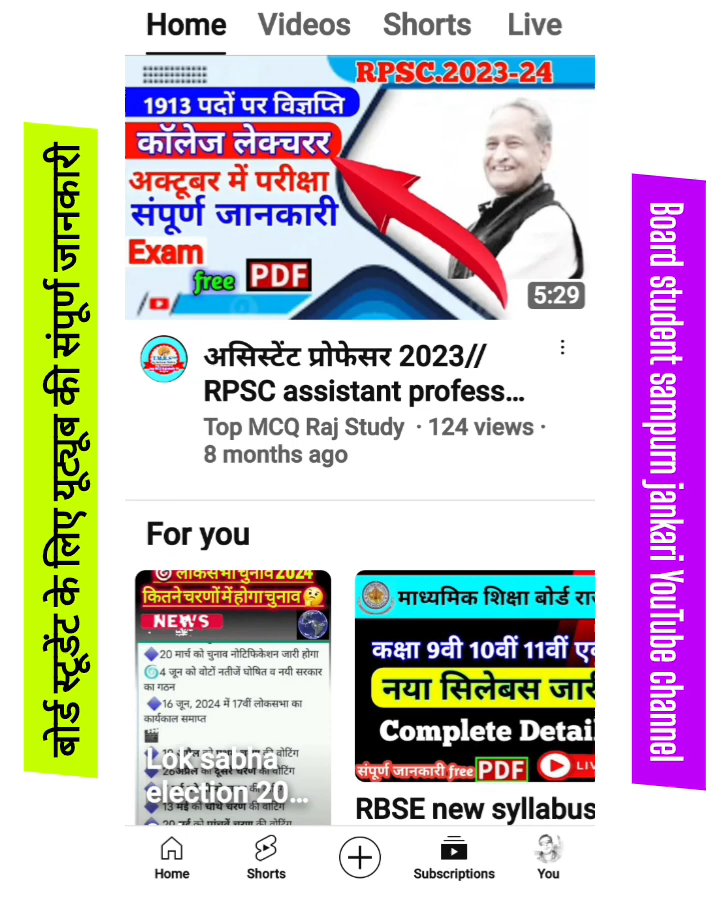 Home Videos Shorts Live
RPSC.2023-24
1913 पदों पर विज्ञप्ति
कॉलेज लेक्चरर
अक्टूबर में परीक्षा
संपूर्ण जानकारी
Exam
free PDF
5:29
असिस्टेंट प्रोफेसर 2023//
RPSC assistant profess...
Top MCQ Raj Study · 124 views ·
8 months ago
For you
लोकसभा चुनाव 2024
कितने चरणों में होगा चुनाव
NEWS
20 मार्च को चुनाव नोटिफिकेशन जारी होगा
4 जून को वोटों नतीजें घोषित व नयी सरकार
का गठन
16 जून, 2024 में 17वीं लोकसभा का
कार्यकाल समाप्त
Lok sabha
election 20...
13 मई को चौथे चरण की वोटिंग
माध्यमिक शिक्षा बोर्ड
कक्षा 9वी 10वीं 11वीं
नया सिलेबस
Complete
संपूर्ण जानकारी free PDF LIV
RBSE new syllabus
Home Shorts Subscriptions You
बोर्ड स्टूडेंट के लिए यूट्यूब की संपूर्ण जानकारी
Board student sampurn jankari YouTube channel